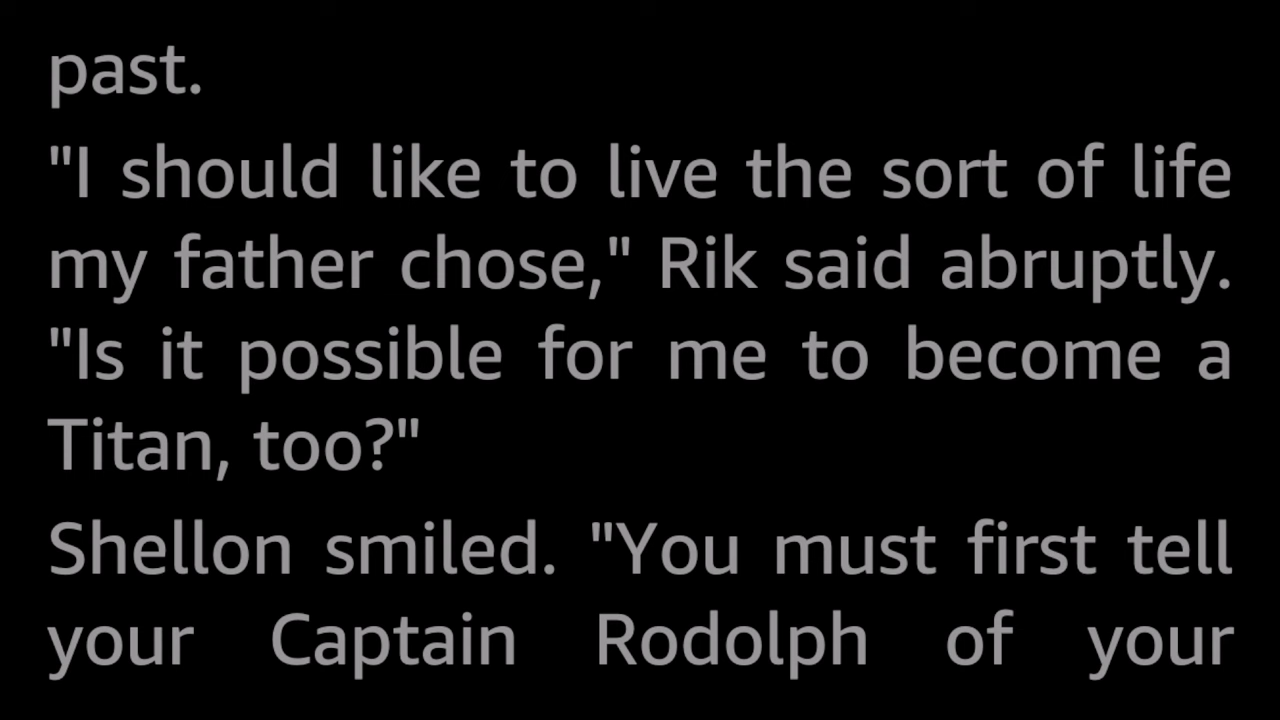 past.
"I should like to live the sort of life
my father chose," Rik said abruptly.
"Is it possible for me to become a
Titan, too?"
Shellon smiled. "You must first tell
your Captain Rodolph of your